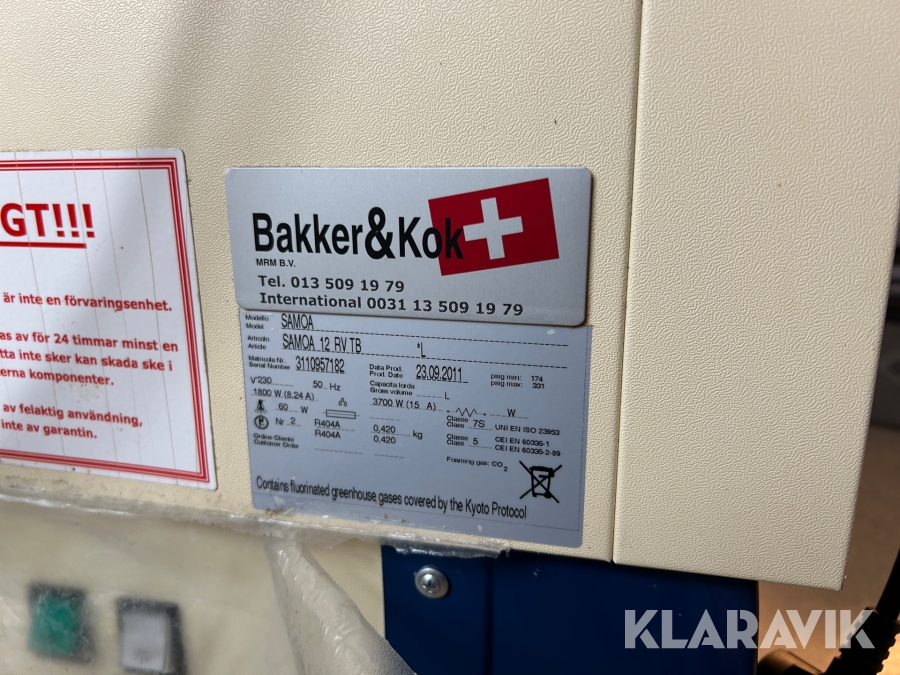 GT!!!
är inte en förvaringsenhet.
as av för 24 timmar minst en
tta inte sker kan skada ske i
erna komponenter.
av felaktig användning,
inte av garantin.
Bakker&Kok
MRM B.V.
Tel. 013 509 19 79
International 0031 13 509 19 79
Modello SAMOA
Model
Articolo SAMOA 12 RV TB *L
Article
Matricola Nr. 3110957182 Data Prod. 23.09.2011 psig min: 174
Serial Number Prod. Date psig max: 331
V~230 50 Hz Capacita lorda
Gross volume L
1800 W (8.24 A) 3700 W (15 A) W
60 W Classe 7S UNI EN ISO 23953
Class
Nr 2 R404A 0,420 kg Classe 5 CEI EN 60336-1
R404A 0,420 Class CEI EN 60336-2-89
Ordine Cliente
Customer Order
Foaming gas: CO2
Contains fluorinated greenhouse gases covered by the Kyoto Protocol
KLARAVIK